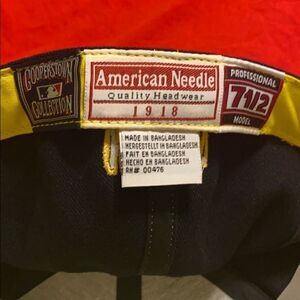 COOPERSTOWN
COLLECTION
American Needle
Quality Headwear
1918
PROFESSIONAL
7-1/2
MODEL
MADE IN BANGLADESH
HERGESTELLT IN BANGLADESH
FAIT EN BANGLADESH
HECHO EN BANGLADESH
RN# 00476